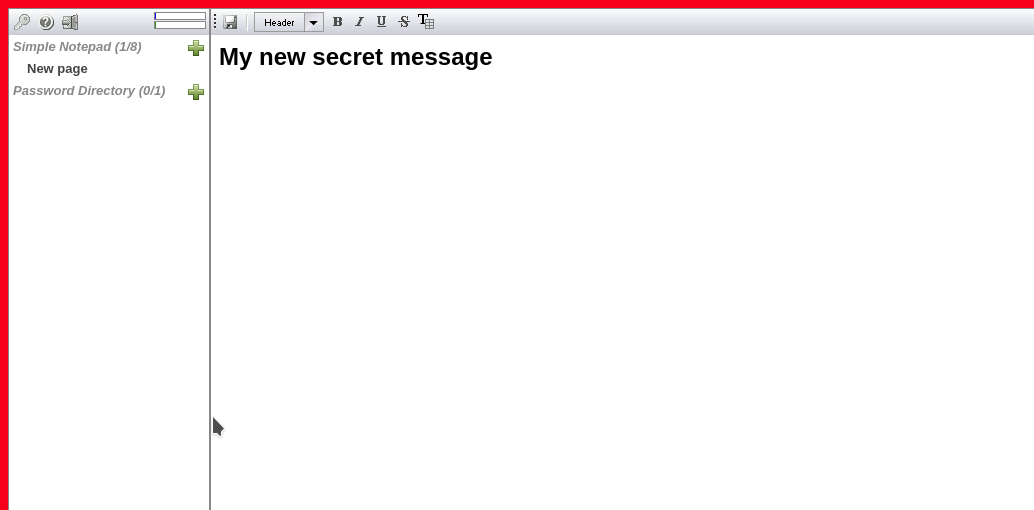 Header B I U S T
Simple Notepad (1/8)
New page
Password Directory (0/1)
My new secret message